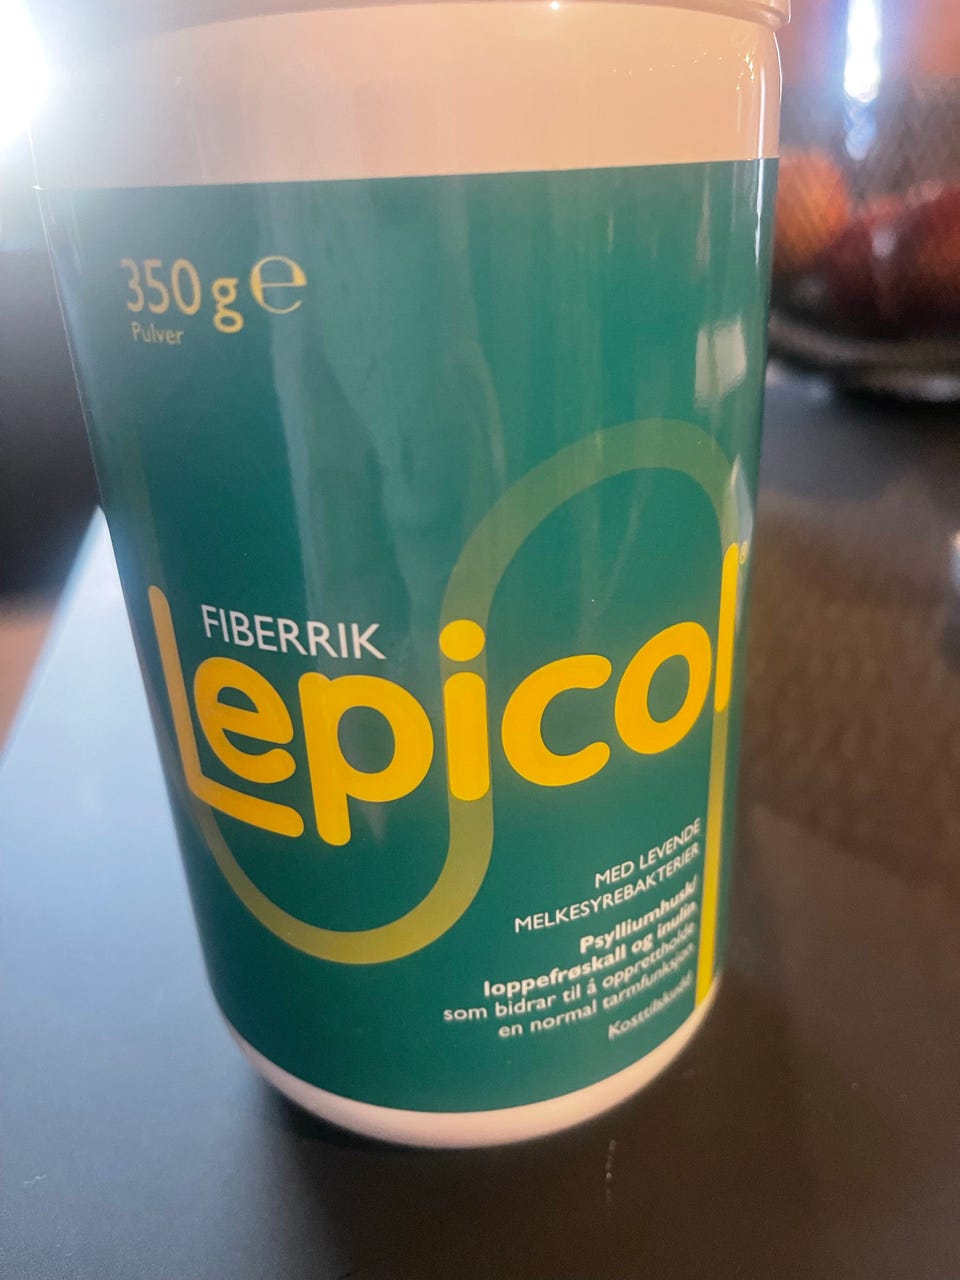 350 g e
Pulver
FIBERRIK
Lepicol®
MED LEVENDE
MELKESYREBAKTERIER
Psylliumhusk/
loppefrøskall og inulin
som bidrar til å opprettholde
en normal tarmfunksjon
Kosttilskudd